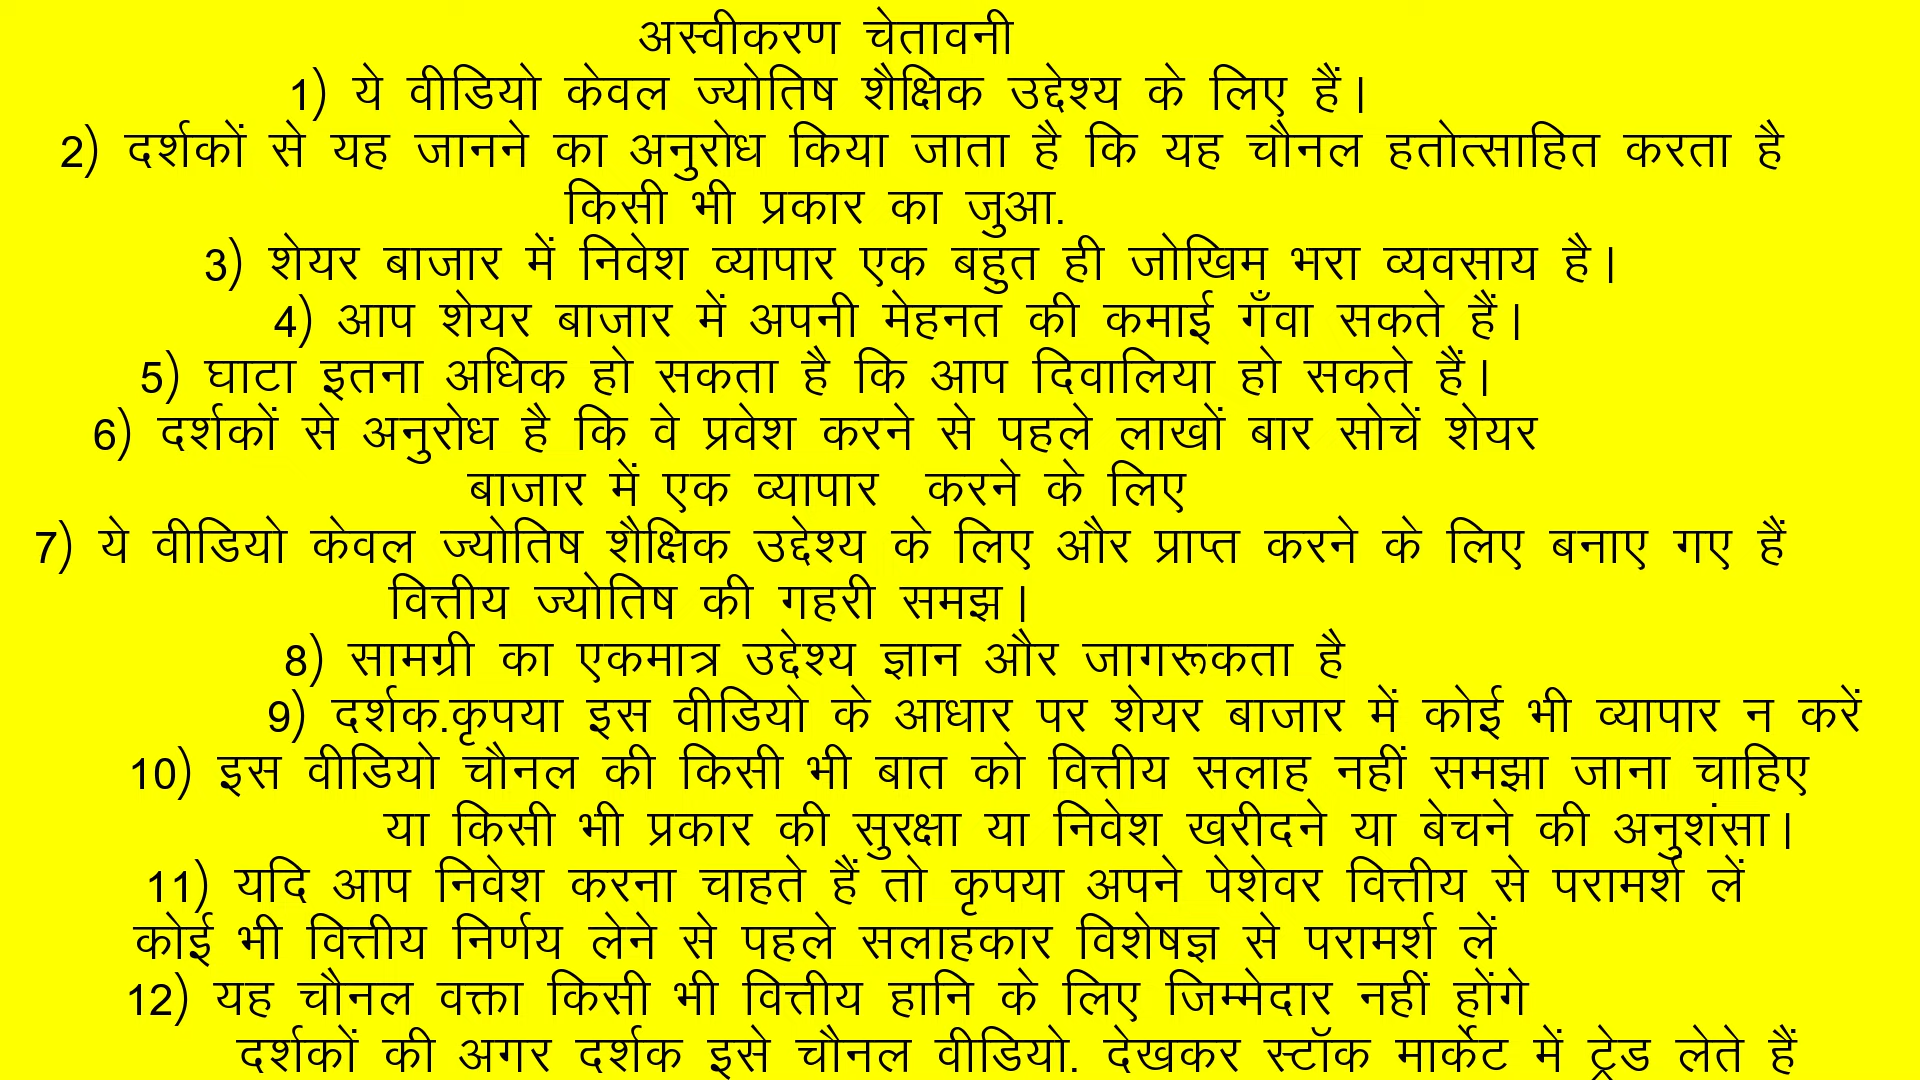 अस्वीकरण चेतावनी
1) ये वीडियो केवल ज्योतिष शैक्षिक उद्देश्य के लिए हैं।
2) दर्शकों से यह जानने का अनुरोध किया जाता है कि यह चौनल हतोत्साहित करता है
किसी भी प्रकार का जुआ.
3) शेयर बाजार में निवेश व्यापार एक बहुत ही जोखिम भरा व्यवसाय है।
4) आप शेयर बाजार में अपनी मेहनत की कमाई गँवा सकते हैं।
5) घाटा इतना अधिक हो सकता है कि आप दिवालिया हो सकते हैं।
6) दर्शकों से अनुरोध है कि वे प्रवेश करने से पहले लाखों बार सोचें शेयर
बाजार में एक व्यापार करने के लिए
7) ये वीडियो केवल ज्योतिष शैक्षिक उद्देश्य के लिए और प्राप्त करने के लिए बनाए गए हैं
वित्तीय ज्योतिष की गहरी समझ।
8) सामग्री का एकमात्र उद्देश्य ज्ञान और जागरूकता है
9) दर्शक.कृपया इस वीडियो के आधार पर शेयर बाजार में कोई भी व्यापार न करें
10) इस वीडियो चौनल की किसी भी बात को वित्तीय सलाह नहीं समझा जाना चाहिए
या किसी भी प्रकार की सुरक्षा या निवेश खरीदने या बेचने की अनुशंसा।
11) यदि आप निवेश करना चाहते हैं तो कृपया अपने पेशेवर वित्तीय से परामर्श लें
कोई भी वित्तीय निर्णय लेने से पहले सलाहकार विशेषज्ञ से परामर्श लें
12) यह चौनल वक्ता किसी भी वित्तीय हानि के लिए जिम्मेदार नहीं होंगे
दर्शकों की अगर दर्शक इसे चौनल वीडियो. देखकर स्टॉक मार्केट में ट्रेड लेते हैं